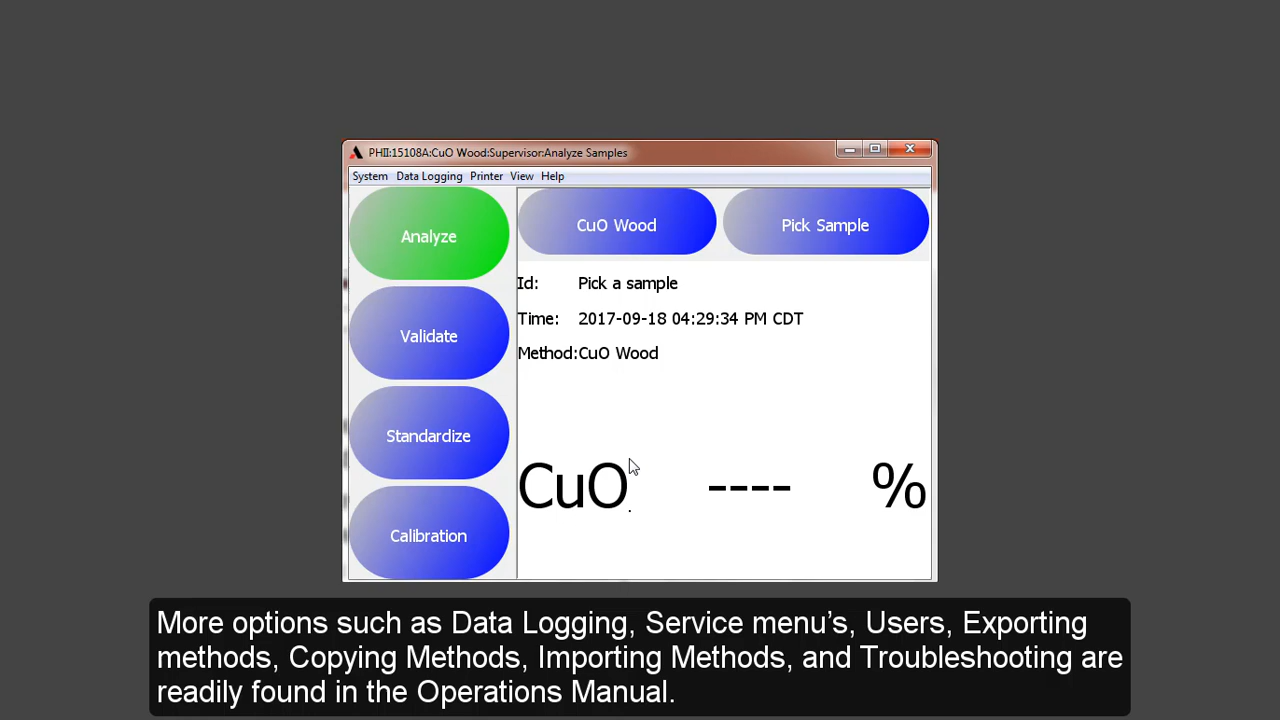 PHII:15108A:CuO Wood:Supervisor:Analyze Samples
System Data Logging Printer View Help
Analyze
CuO Wood
Pick Sample
Id: Pick a sample
Time: 2017-09-18 04:29:34 PM CDT
Validate
Method:CuO Wood
Standardize
CuO ---- %
Calibration
More options such as Data Logging, Service menu’s, Users, Exporting
methods, Copying Methods, Importing Methods, and Troubleshooting are
readily found in the Operations Manual.